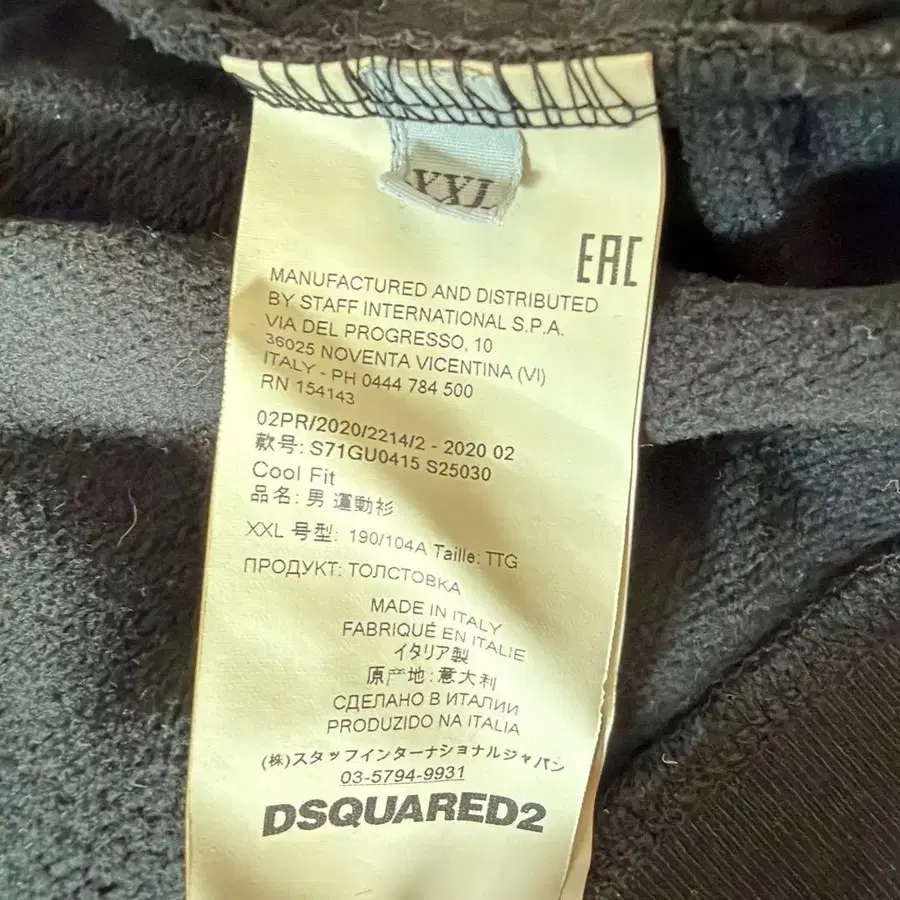 XXL
EAC
MANUFACTURED AND DISTRIBUTED
BY STAFF INTERNATIONAL S.P.A.
VIA DEL PROGRESSO, 10
36025 NOVENTA VICENTINA (VI)
ITALY - PH 0444 784 500
RN 154143
02PR/2020/2214/2 - 2020 02
款号: S71GU0415 S25030
Cool Fit
品名: 男 運動衫
XXL 号型: 190/104A Taille: TTG
ПРОДУКТ: ТОЛСТОВКА
MADE IN ITALY
FABRIQUÉ EN ITALIE
イタリア製
原产地:意大利
СДЕЛАНО В ИТАЛИИ
PRODUZIDO NA ITALIA
(株)スタッフインターナショナルジャパン
03-5794-9931
DSQUARED2